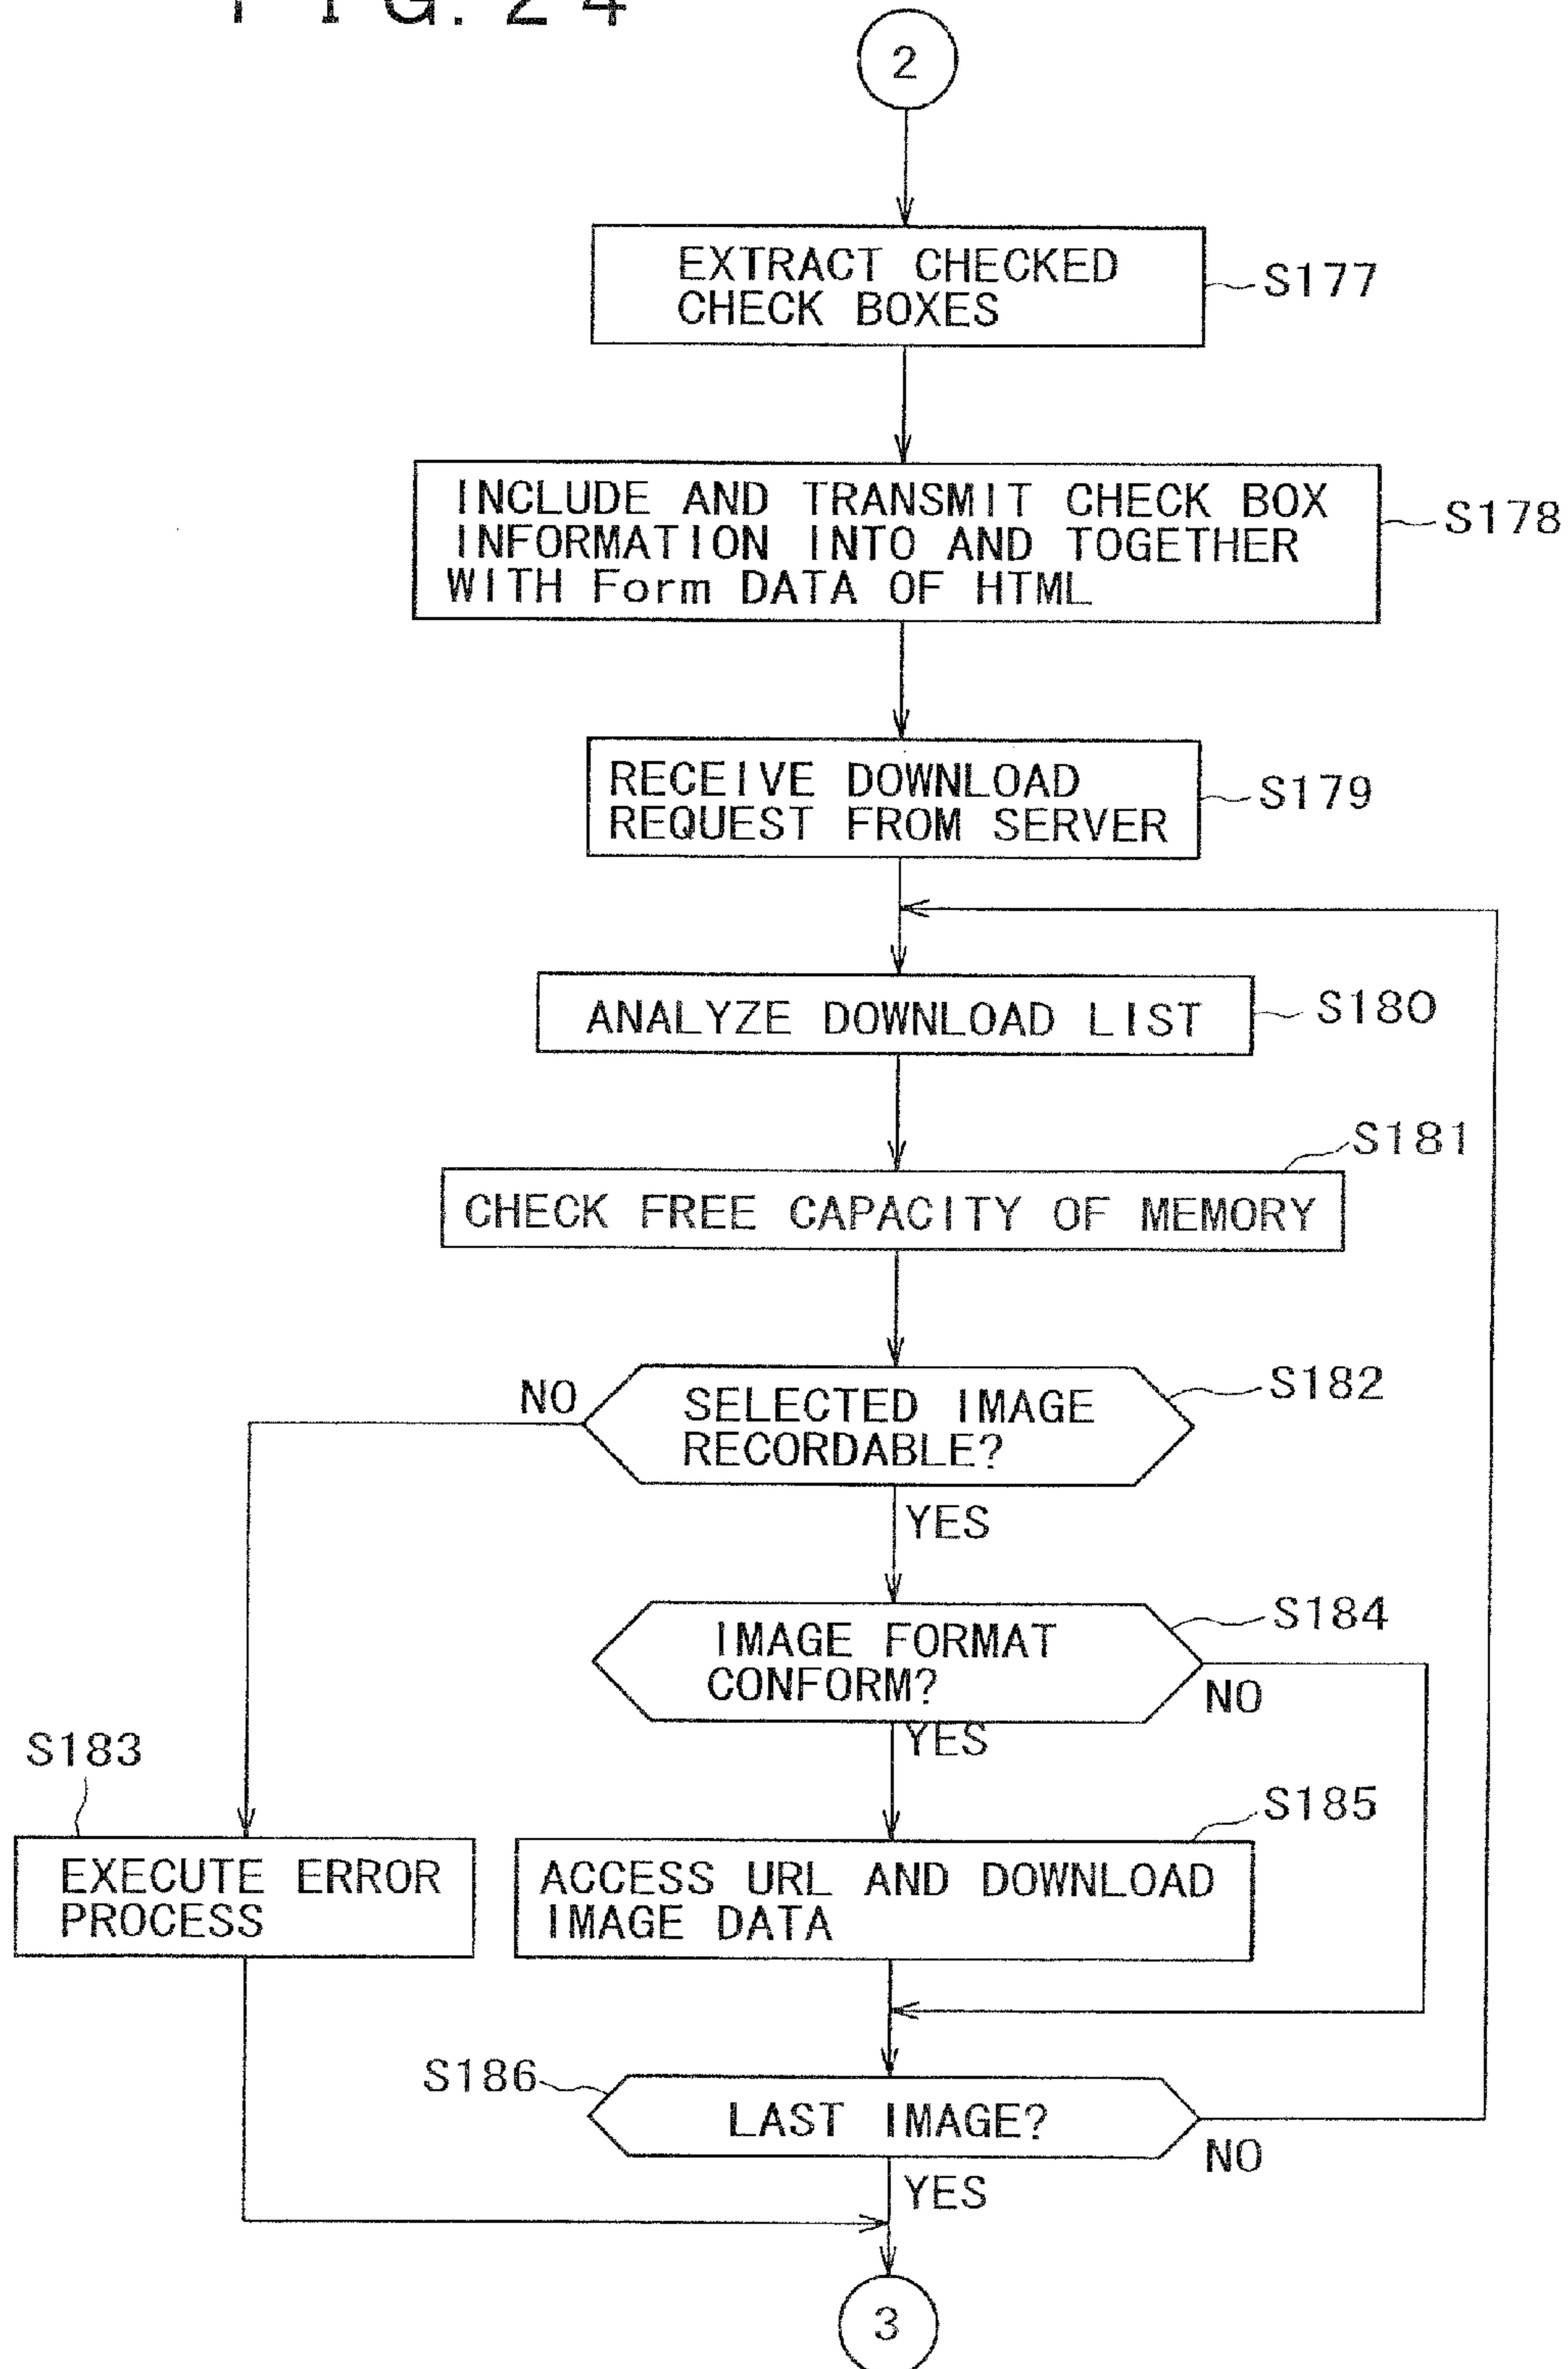 FIG. 24
2
EXTRACT CHECKED
CHECK BOXES
S177
INCLUDE AND TRANSMIT CHECK BOX
INFORMATION INTO AND TOGETHER
WITH Form DATA OF HTML
S178
RECEIVE DOWNLOAD
REQUEST FROM SERVER
S179
ANALYZE DOWNLOAD LIST
S180
S181
CHECK FREE CAPACITY OF MEMORY
NO
SELECTED IMAGE
RECORDABLE?
S182
YES
IMAGE FORMAT
CONFORM?
S184
NO
YES
S183
EXECUTE ERROR
PROCESS
S185
ACCESS URL AND DOWNLOAD
IMAGE DATA
S186
LAST IMAGE?
NO
YES
3